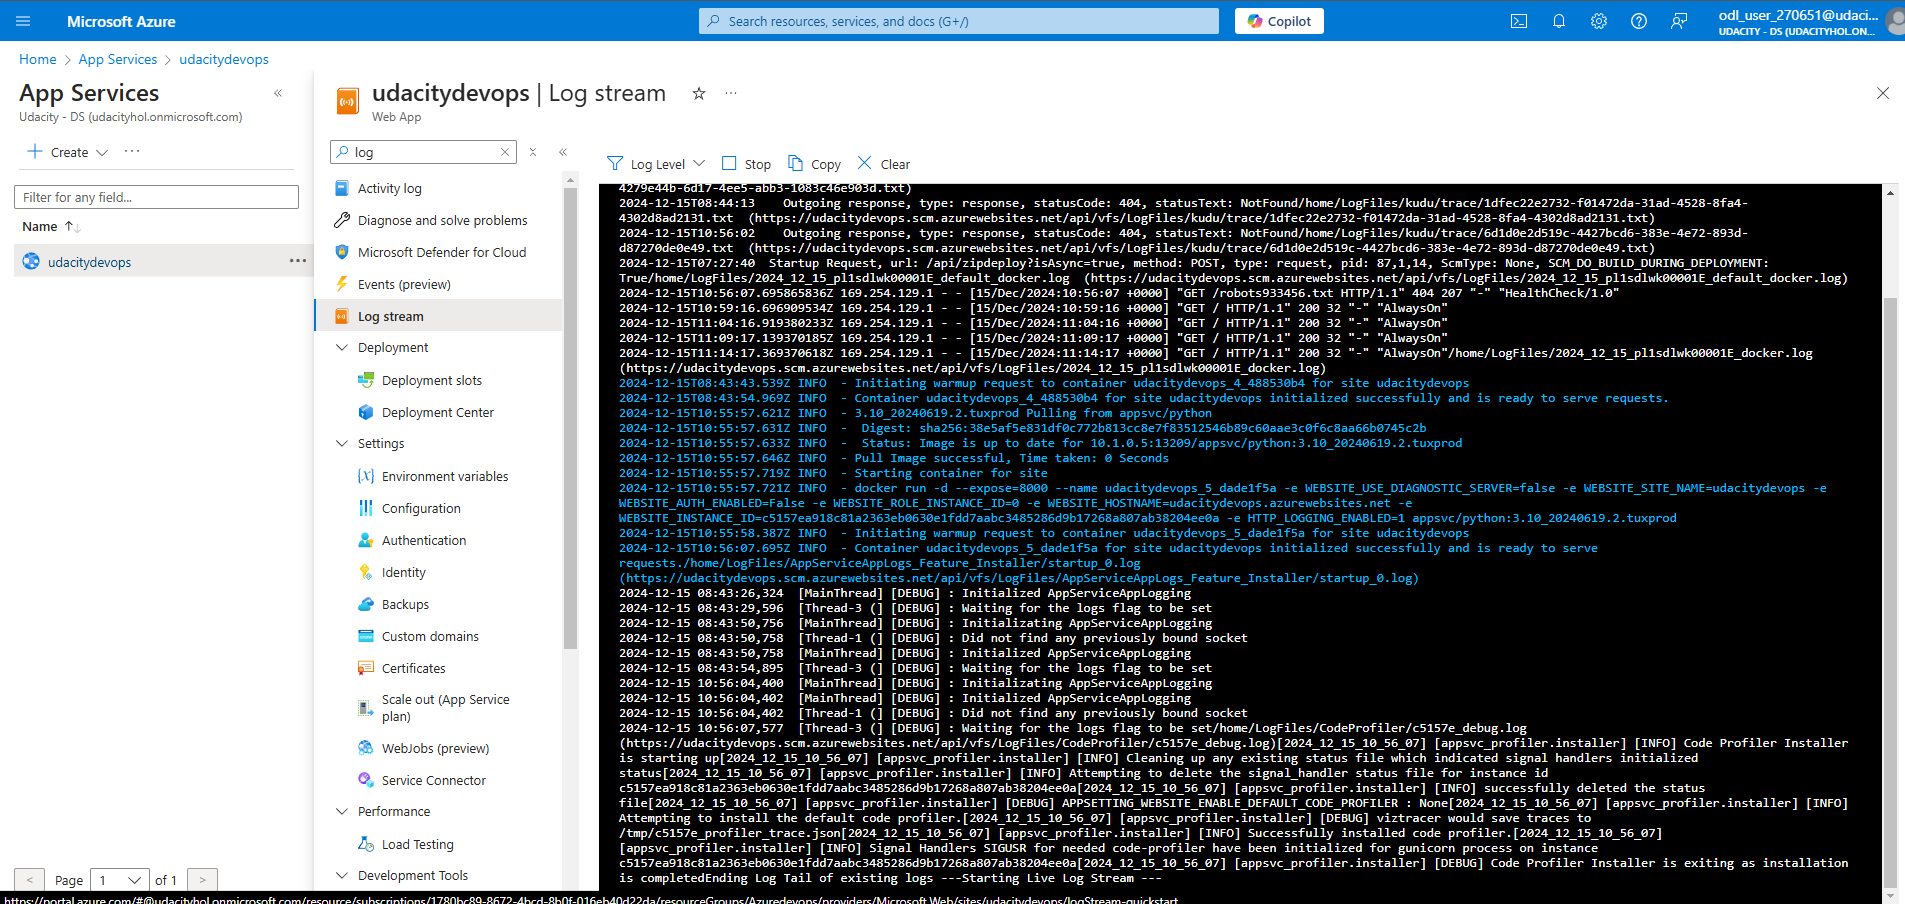 Microsoft Azure
Search resources, services, and docs (G+/)
Copilot
odl_user_270651@udaci...
UDACITY - DS (UDACITYHOL.ON...
Home > App Services > udacitydevops
App Services
Udacity - DS (udacityhol.onmicrosoft.com)
Create
Filter for any field...
Name
udacitydevops
Page 1 of 1
udacitydevops | Log stream
Web App
log
Activity log
Diagnose and solve problems
Microsoft Defender for Cloud
Events (preview)
Log stream
Deployment
Deployment slots
Deployment Center
Settings
Environment variables
Configuration
Authentication
Identity
Backups
Custom domains
Certificates
Scale out (App Service
plan)
WebJobs (preview)
Service Connector
Performance
Load Testing
Development Tools
Log Level
Stop
Copy
Clear
4279e44b-6d17-4ee5-abb3-1083c46e903d.txt)
2024-12-15T08:44:13    Outgoing response, type: response, statusCode: 404, statusText: NotFound/home/LogFiles/kudu/trace/1dfec22e2732-f01472da-31ad-4528-8fa4-
4302d8ad2131.txt  (https://udacitydevops.scm.azurewebsites.net/api/vfs/LogFiles/kudu/trace/1dfec22e2732-f01472da-31ad-4528-8fa4-4302d8ad2131.txt)
2024-12-15T10:56:02    Outgoing response, type: response, statusCode: 404, statusText: NotFound/home/LogFiles/kudu/trace/6d1d0e2d519c-4427bcd6-383e-4e72-893d-
d87270de0e49.txt  (https://udacitydevops.scm.azurewebsites.net/api/vfs/LogFiles/kudu/trace/6d1d0e2d519c-4427bcd6-383e-4e72-893d-d87270de0e49.txt)
2024-12-15T07:27:40  Startup Request, url: /api/zipdeploy?isAsync=true, method: POST, type: request, pid: 87,1,14, ScmType: None, SCM_DO_BUILD_DURING_DEPLOYMENT:
True/home/LogFiles/2024_12_15_pl1sdlwk00001E_default_docker.log  (https://udacitydevops.scm.azurewebsites.net/api/vfs/LogFiles/2024_12_15_pl1sdlwk00001E_default_docker.log)
2024-12-15T10:56:07.695865836Z 169.254.129.1 - - [15/Dec/2024:10:56:07 +0000] "GET /robots933456.txt HTTP/1.1" 404 207 "-" "HealthCheck/1.0"
2024-12-15T10:59:16.696909534Z 169.254.129.1 - - [15/Dec/2024:10:59:16 +0000] "GET / HTTP/1.1" 200 32 "-" "AlwaysOn"
2024-12-15T11:04:16.919380233Z 169.254.129.1 - - [15/Dec/2024:11:04:16 +0000] "GET / HTTP/1.1" 200 32 "-" "AlwaysOn"
2024-12-15T11:09:17.139370185Z 169.254.129.1 - - [15/Dec/2024:11:09:17 +0000] "GET / HTTP/1.1" 200 32 "-" "AlwaysOn"
2024-12-15T11:14:17.369370618Z 169.254.129.1 - - [15/Dec/2024:11:14:17 +0000] "GET / HTTP/1.1" 200 32 "-" "AlwaysOn"/home/LogFiles/2024_12_15_pl1sdlwk00001E_docker.log
(https://udacitydevops.scm.azurewebsites.net/api/vfs/LogFiles/2024_12_15_pl1sdlwk00001E_docker.log)
2024-12-15T08:43:43.539Z INFO  - Initiating warmup request to container udacitydevops_4_488530b4 for site udacitydevops
2024-12-15T08:43:54.969Z INFO  - Container udacitydevops_4_488530b4 for site udacitydevops initialized successfully and is ready to serve requests.
2024-12-15T10:55:57.621Z INFO  - 3.10_20240619.2.tuxprod Pulling from appsvc/python
2024-12-15T10:55:57.631Z INFO  -  Digest: sha256:38e5af5e831df0c772b813cc8e7f83512546b89c60aae3c0f6c8aa66b0745c2b
2024-12-15T10:55:57.633Z INFO  -  Status: Image is up to date for 10.1.0.5:13209/appsvc/python:3.10_20240619.2.tuxprod
2024-12-15T10:55:57.646Z INFO  - Pull Image successful, Time taken: 0 Seconds
2024-12-15T10:55:57.719Z INFO  - Starting container for site
2024-12-15T10:55:57.721Z INFO  - docker run -d --expose=8000 --name udacitydevops_5_dade1f5a -e WEBSITE_USE_DIAGNOSTIC_SERVER=false -e WEBSITE_SITE_NAME=udacitydevops -e
WEBSITE_AUTH_ENABLED=False -e WEBSITE_ROLE_INSTANCE_ID=0 -e WEBSITE_HOSTNAME=udacitydevops.azurewebsites.net -e
WEBSITE_INSTANCE_ID=c5157ea918c81a2363eb0630e1fdd7aabc3485286d9b17268a807ab38204ee0a -e HTTP_LOGGING_ENABLED=1 appsvc/python:3.10_20240619.2.tuxprod
2024-12-15T10:55:58.387Z INFO  - Initiating warmup request to container udacitydevops_5_dade1f5a for site udacitydevops
2024-12-15T10:56:07.695Z INFO  - Container udacitydevops_5_dade1f5a for site udacitydevops initialized successfully and is ready to serve
requests./home/LogFiles/AppServiceAppLogs_Feature_Installer/startup_0.log
(https://udacitydevops.scm.azurewebsites.net/api/vfs/LogFiles/AppServiceAppLogs_Feature_Installer/startup_0.log)
2024-12-15 08:43:26,324  [MainThread] [DEBUG] : Initialized AppServiceAppLogging
2024-12-15 08:43:29,596  [Thread-3 (] [DEBUG] : Waiting for the logs flag to be set
2024-12-15 08:43:50,756  [MainThread] [DEBUG] : Initializating AppServiceAppLogging
2024-12-15 08:43:50,758  [Thread-1 (] [DEBUG] : Did not find any previously bound socket
2024-12-15 08:43:50,758  [MainThread] [DEBUG] : Initialized AppServiceAppLogging
2024-12-15 08:43:54,895  [Thread-3 (] [DEBUG] : Waiting for the logs flag to be set
2024-12-15 10:56:04,400  [MainThread] [DEBUG] : Initializating AppServiceAppLogging
2024-12-15 10:56:04,402  [MainThread] [DEBUG] : Initialized AppServiceAppLogging
2024-12-15 10:56:04,402  [Thread-1 (] [DEBUG] : Did not find any previously bound socket
2024-12-15 10:56:07,577  [Thread-3 (] [DEBUG] : Waiting for the logs flag to be set/home/LogFiles/CodeProfiler/c5157e_debug.log
(https://udacitydevops.scm.azurewebsites.net/api/vfs/LogFiles/CodeProfiler/c5157e_debug.log)[2024_12_15_10_56_07] [appsvc_profiler.installer] [INFO] Code Profiler Installer
is starting up[2024_12_15_10_56_07] [appsvc_profiler.installer] [INFO] Cleaning up any existing status file which indicated signal handlers initialized
status[2024_12_15_10_56_07] [appsvc_profiler.installer] [INFO] Attempting to delete the signal_handler status file for instance id
c5157ea918c81a2363eb0630e1fdd7aabc3485286d9b17268a807ab38204ee0a[2024_12_15_10_56_07] [appsvc_profiler.installer] [INFO] successfully deleted the status
file[2024_12_15_10_56_07] [appsvc_profiler.installer] [DEBUG] APPSETTING_WEBSITE_ENABLE_DEFAULT_CODE_PROFILER : None[2024_12_15_10_56_07] [appsvc_profiler.installer] [INFO]
Attempting to install the default code profiler.[2024_12_15_10_56_07] [appsvc_profiler.installer] [DEBUG] viztracer would save traces to
/tmp/c5157e_profiler_trace.json[2024_12_15_10_56_07] [appsvc_profiler.installer] [INFO] Successfully installed code profiler.[2024_12_15_10_56_07]
[appsvc_profiler.installer] [INFO] Signal Handlers SIGUSR for needed code-profiler have been initialized for gunicorn process on instance
c5157ea918c81a2363eb0630e1fdd7aabc3485286d9b17268a807ab38204ee0a[2024_12_15_10_56_07] [appsvc_profiler.installer] [DEBUG] Code Profiler Installer is exiting as installation
is completedEnding Log Tail of existing logs ---Starting Live Log Stream ---
https://portal.azure.com/#@udacityhol.onmicrosoft.com/resource/subscriptions/1780bc89-8672-4bcd-8b0f-016eb40d22da/resourceGroups/Azuredevops/providers/Microsoft.Web/sites/udacitydevops/logStream-quickstart